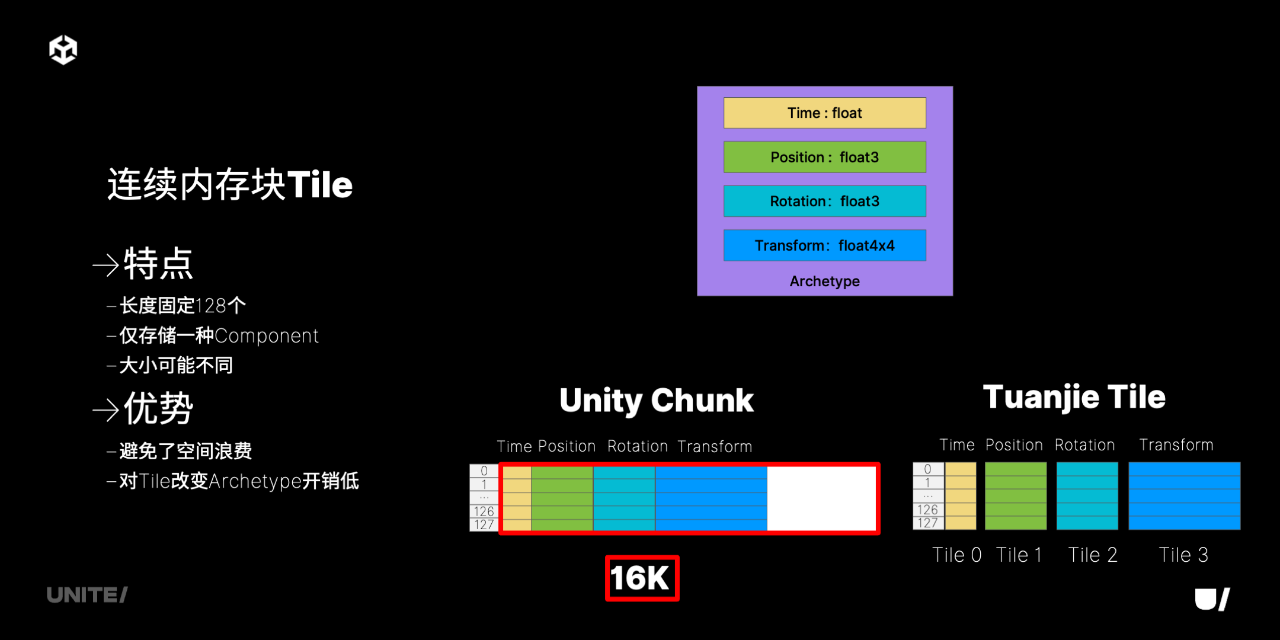 连续内存块Tile
→特点
–长度固定128个
–仅存储一种Component
–大小可能不同
→优势
–避免了空间浪费
–对Tile改变Archetype开销低
Time : float
Position : float3
Rotation: float3
Transform: float4x4
Archetype
Unity Chunk
Time Position Rotation Transform
0
1
...
126
127
16K
Tuanjie Tile
Time Position Rotation Transform
0
1
...
126
127
Tile 0 Tile 1 Tile 2 Tile 3
UNITE/
U/